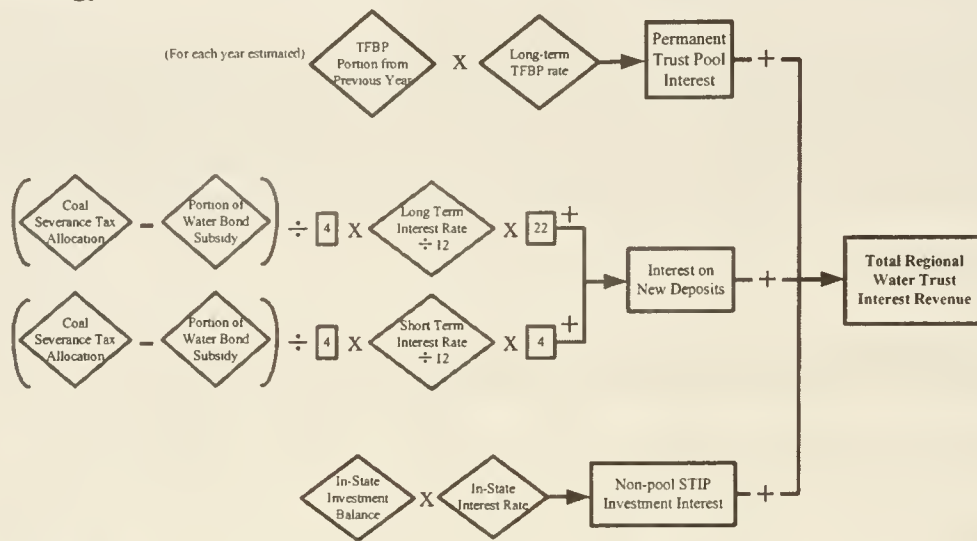 (For each year estimated)
TFBP
Portion from
Previous Year
X
Long-term
TFBP rate
Permanent
Trust Pool
Interest
+
(
Coal
Severance Tax
Allocation
-
Portion of
Water Bond
Subsidy
)
÷
4
X
Long Term
Interest Rate
÷ 12
X
22
+
(
Coal
Severance Tax
Allocation
-
Portion of
Water Bond
Subsidy
)
÷
4
X
Short Term
Interest Rate
÷ 12
X
4
+
Interest on
New Deposits
+
Total Regional
Water Trust
Interest Revenue
In-State
Investment
Balance
X
In-State
Interest Rate
Non-pool STIP
Investment Interest
+